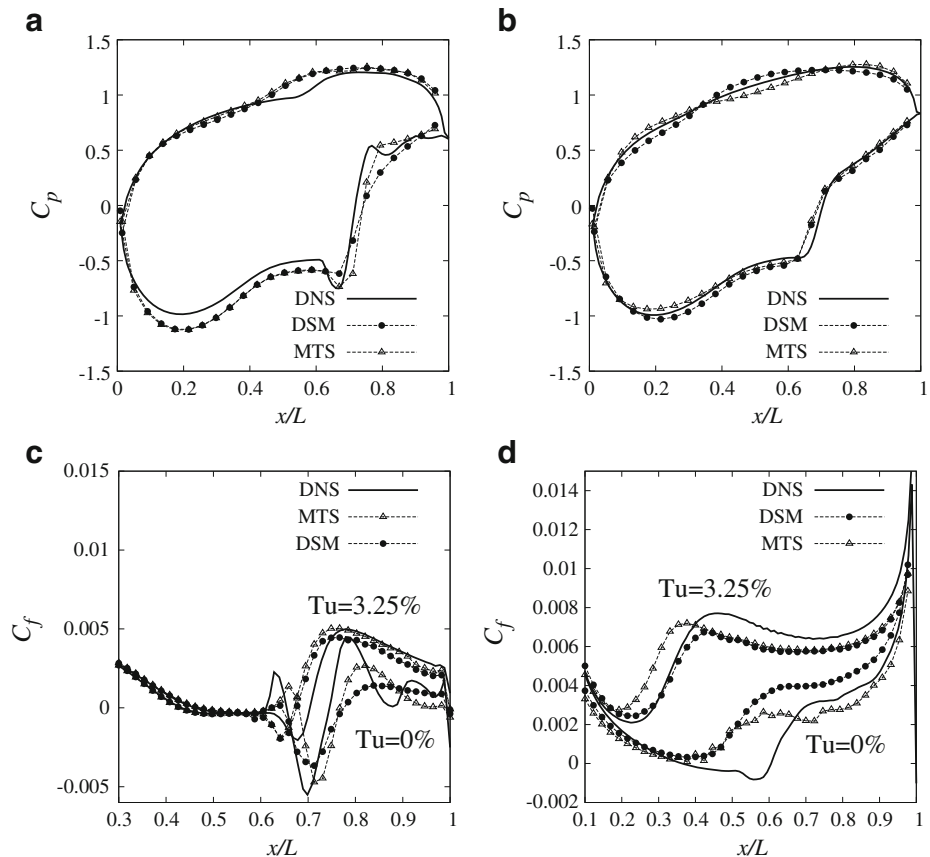 a
1.5
1
0.5
0
-0.5
-1
-1.5
C_p
DNS
DSM
MTS
0 0.2 0.4 0.6 0.8 1
x/L
b
1.5
1
0.5
0
-0.5
-1
-1.5
C_p
DNS
DSM
MTS
0 0.2 0.4 0.6 0.8 1
x/L
c
0.015
0.01
0.005
0
-0.005
C_f
DNS
MTS
DSM
Tu=3.25%
Tu=0%
0.3 0.4 0.5 0.6 0.7 0.8 0.9 1
x/L
d
0.014
0.012
0.01
0.008
0.006
0.004
0.002
0
-0.002
C_f
DNS
DSM
MTS
Tu=3.25%
Tu=0%
0.1 0.2 0.3 0.4 0.5 0.6 0.7 0.8 0.9 1
x/L